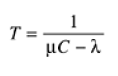 T = 1 / (μC − λ)